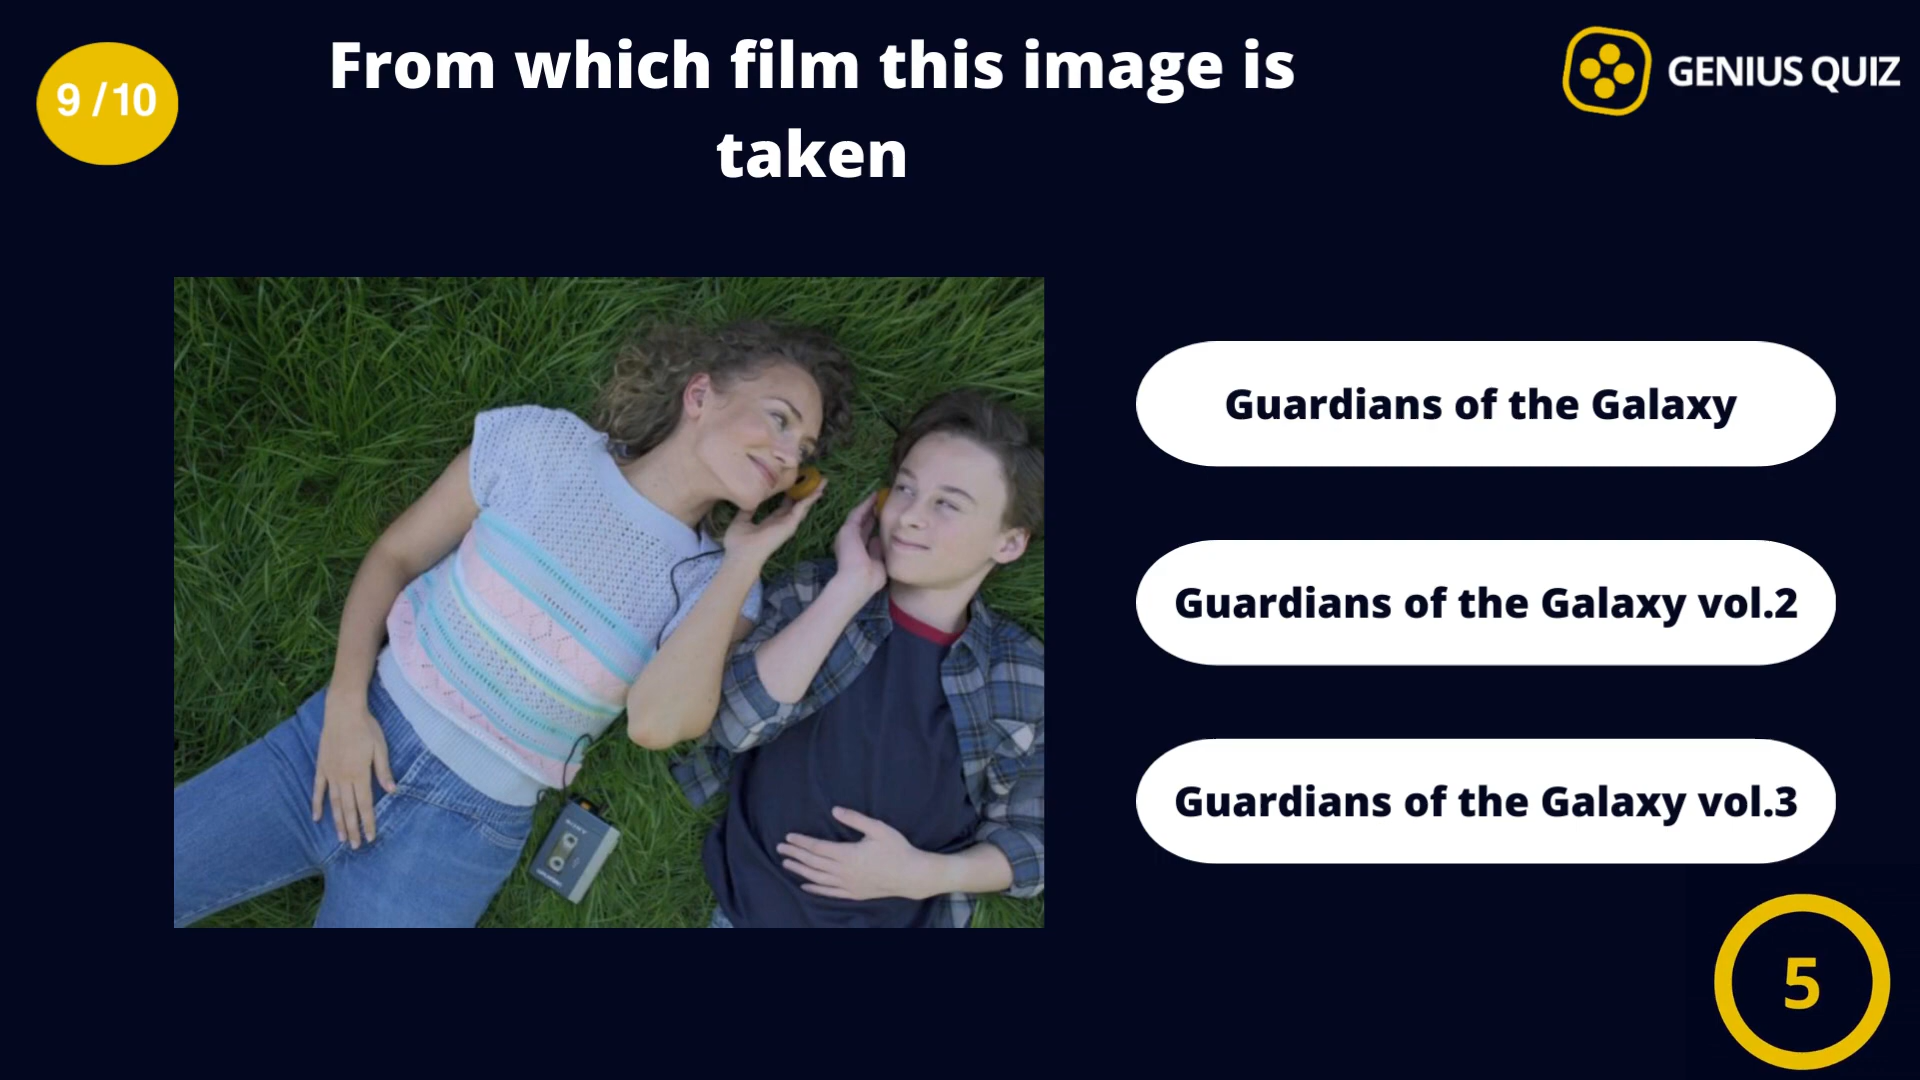 9 /10
From which film this image is
taken
GENIUS QUIZ
Guardians of the Galaxy
Guardians of the Galaxy vol.2
Guardians of the Galaxy vol.3
SONY
5